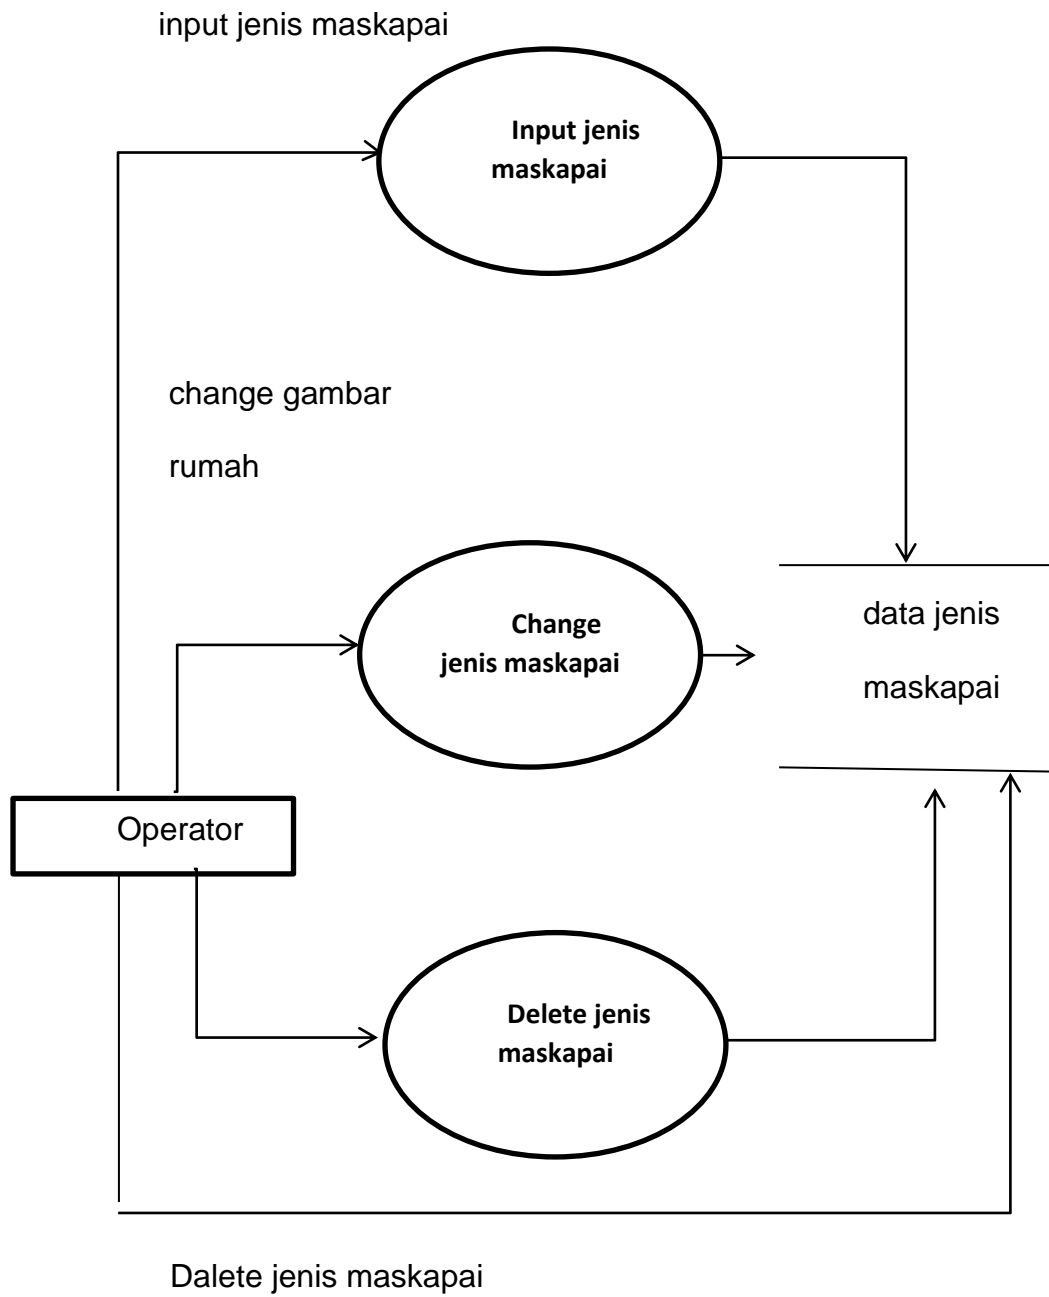 input jenis maskapai
Input jenis
maskapai
change gambar
rumah
Change
jenis maskapai
data jenis
maskapai
Operator
Delete jenis
maskapai
Dalete jenis maskapai